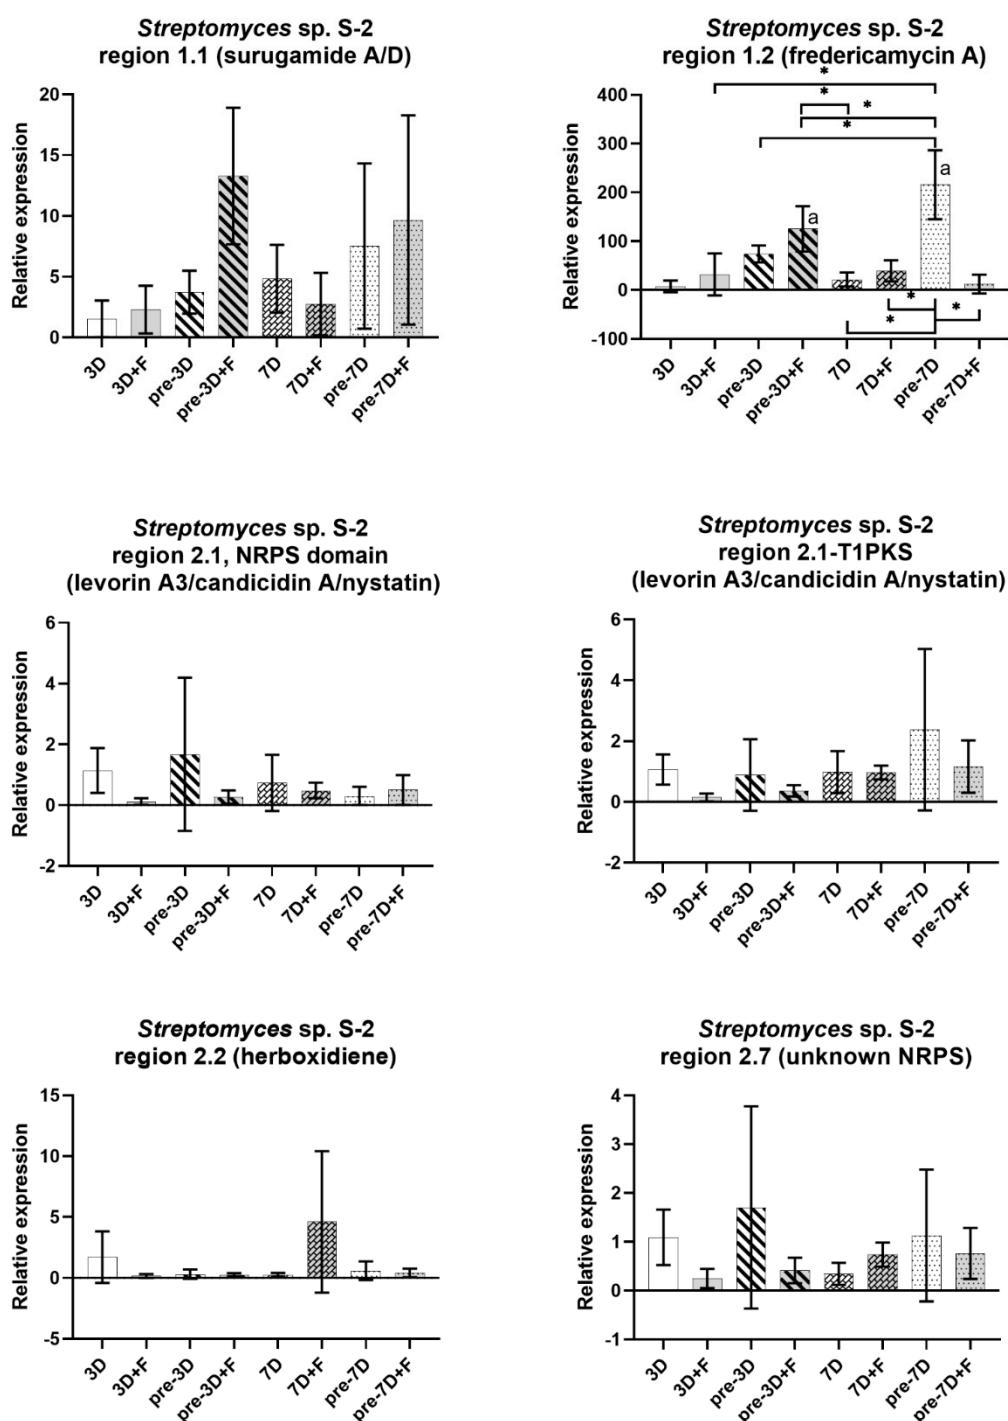 Streptomyces sp. S-2
region 1.1 (surugamide A/D)
Relative expression
20
15
10
5
0
3D
3D+F
pre-3D
pre-3D+F
7D
7D+F
pre-7D
pre-7D+F
Streptomyces sp. S-2
region 1.2 (fredericamycin A)
Relative expression
400
300
200
100
0
-100
*
*
*
*
a
a
*
*
*
3D
3D+F
pre-3D
pre-3D+F
7D
7D+F
pre-7D
pre-7D+F
Streptomyces sp. S-2
region 2.1, NRPS domain
(levorin A3/candicidin A/nystatin)
Relative expression
6
4
2
0
-2
3D
3D+F
pre-3D
pre-3D+F
7D
7D+F
pre-7D
pre-7D+F
Streptomyces sp. S-2
region 2.1-T1PKS
(levorin A3/candicidin A/nystatin)
Relative expression
6
4
2
0
-2
3D
3D+F
pre-3D
pre-3D+F
7D
7D+F
pre-7D
pre-7D+F
Streptomyces sp. S-2
region 2.2 (herboxidiene)
Relative expression
15
10
5
0
-5
3D
3D+F
pre-3D
pre-3D+F
7D
7D+F
pre-7D
pre-7D+F
Streptomyces sp. S-2
region 2.7 (unknown NRPS)
Relative expression
4
3
2
1
0
-1
3D
3D+F
pre-3D
pre-3D+F
7D
7D+F
pre-7D
pre-7D+F